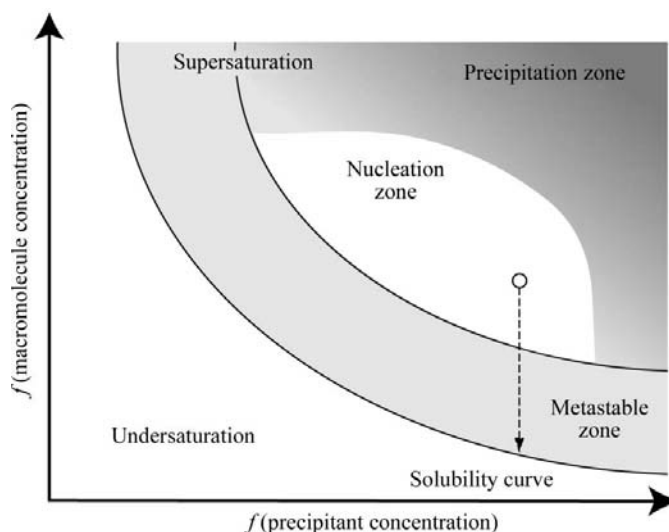 Supersaturation
Precipitation zone
Nucleation
zone
f (macromolecule concentration)
Metastable
zone
Undersaturation
Solubility curve
f (precipitant concentration)